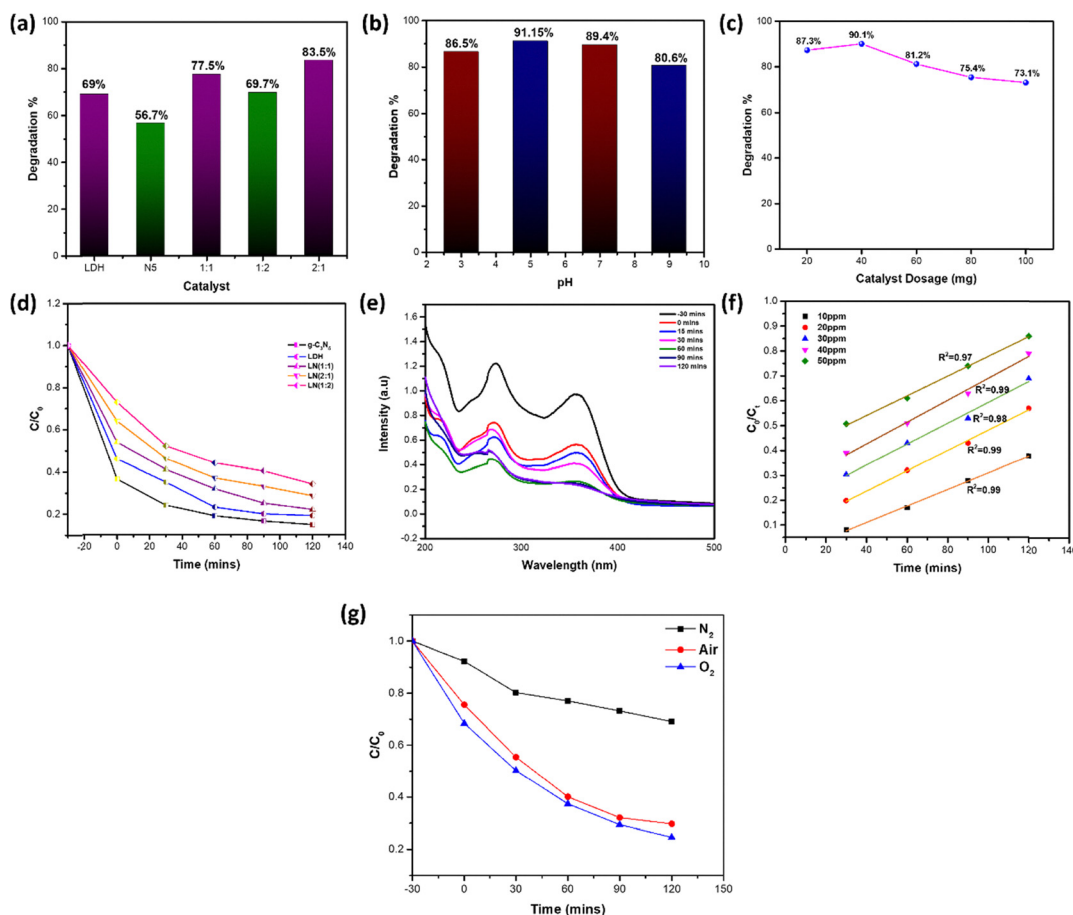 (a)
100
80
60
40
20
0
Degradation %
69%
56.7%
77.5%
69.7%
83.5%
LDH N5 1:1 1:2 2:1
Catalyst
(b)
100
80
60
40
20
0
Degradation %
86.5%
91.15%
89.4%
80.6%
2 3 4 5 6 7 8 9 10
pH
(c)
100
80
60
40
20
0
Degradation %
87.3%
90.1%
81.2%
75.4%
73.1%
20 40 60 80 100
Catalyst Dosage (mg)
(d)
1.2
1.0
0.8
0.6
0.4
0.2
C/C0
g-C3N5
LDH
LN(1:1)
LN(2:1)
LN(1:2)
-20 0 20 40 60 80 100 120 140
Time (mins)
(e)
1.6
1.4
1.2
1.0
0.8
0.6
0.4
0.2
0.0
-0.2
Intensity (a.u)
-30 mins
0 mins
15 mins
30 mins
60 mins
90 mins
120 mins
200 300 400 500
Wavelength (nm)
(f)
1.0
0.9
0.8
0.7
0.6
0.5
0.4
0.3
0.2
0.1
C0/Ct
10ppm
20ppm
30ppm
40ppm
50ppm
R2=0.97
R2=0.99
R2=0.98
R2=0.99
R2=0.99
0 20 40 60 80 100 120 140
Time (mins)
(g)
1.0
0.8
0.6
0.4
0.2
C/C0
N2
Air
O2
-30 0 30 60 90 120 150
Time (mins)